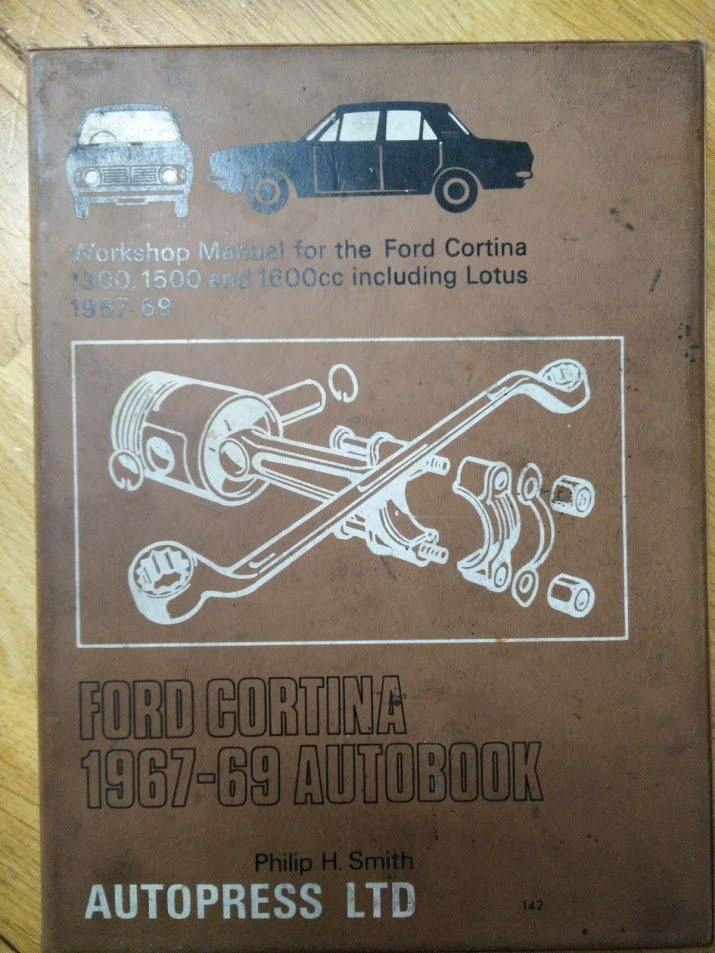 Workshop Manual for the Ford Cortina
1300, 1500 and 1600cc including Lotus
1967-69
FORD CORTINA
1967-69 AUTOBOOK
Philip H. Smith
AUTOPRESS LTD
142